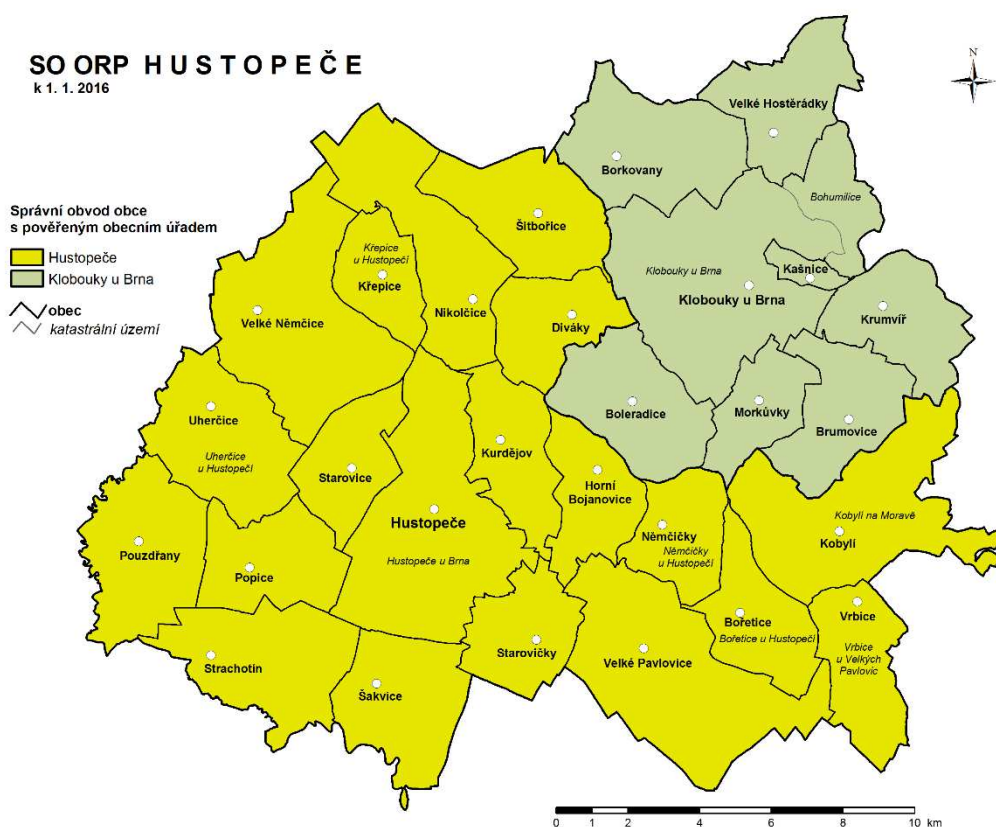 SO ORP HUSTOPEČE
k 1. 1. 2016
N
Správní obvod obce
s pověřeným obecním úřadem
Hustopeče
Klobouky u Brna
obec
katastrální území
Velké Hostěrádky
Borkovany
Bohumilice
Šitbořice
Křepice
u Hustopečí
Křepice
Klobouky u Brna
Kašnice
Klobouky u Brna
Nikolčice
Velké Němčice
Diváky
Krumvíř
Boleradice
Morkůvky
Brumovice
Uherčice
Uherčice
u Hustopečí
Starovice
Kurdějov
Horní
Bojanovice
Hustopeče
Hustopeče u Brna
Němčičky
Němčičky
u Hustopečí
Kobylí na Moravě
Kobylí
Pouzdřany
Popice
Bořetice
Bořetice u Hustopečí
Vrbice
Vrbice
u Velkých
Pavlovic
Starovičky
Velké Pavlovice
Strachotín
Šakvice
0 1 2 4 6 8 10 km